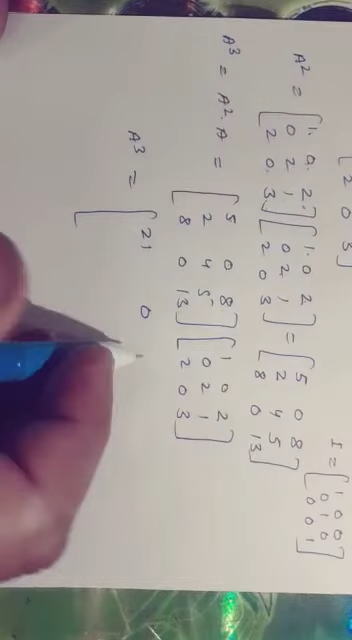 I = [1 0 0
0 1 0
2 0 3] 0 0 1]
A² = [1. 0. 2.] [1. 0 2] = [5 0 8]
0 2 1 0 2 1 2 4 5
2 0. 3 2 0 3 8 0 13
A³ = A².A = [5 0 8] [1 0 2]
2 4 5 0 2 1
8 0 13 2 0 3
A³ = [21 0